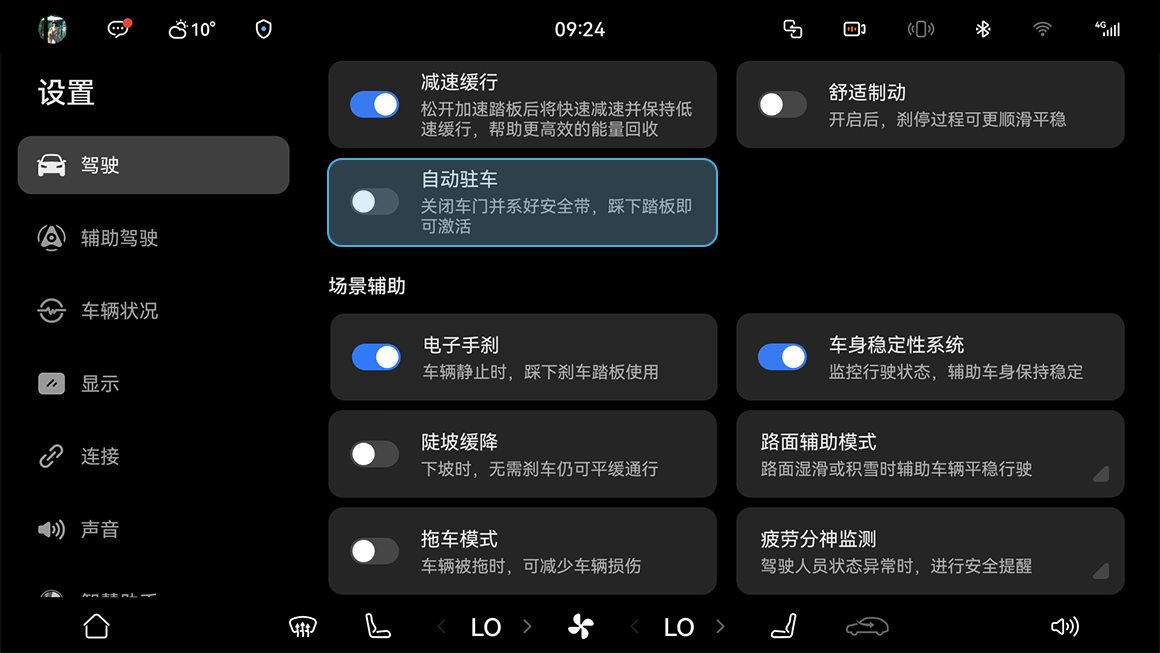 10°
09:24
4G
设置
驾驶
辅助驾驶
车辆状况
显示
连接
声音
智慧助手
减速缓行
松开加速踏板后将快速减速并保持低
速缓行，帮助更高效的能量回收
舒适制动
开启后，刹停过程可更顺滑平稳
自动驻车
关闭车门并系好安全带，踩下踏板即
可激活
场景辅助
电子手刹
车辆静止时，踩下刹车踏板使用
车身稳定性系统
监控行驶状态，辅助车身保持稳定
陡坡缓降
下坡时，无需刹车仍可平缓通行
路面辅助模式
路面湿滑或积雪时辅助车辆平稳行驶
拖车模式
车辆被拖时，可减少车辆损伤
疲劳分神监测
驾驶人员状态异常时，进行安全提醒
LO
LO